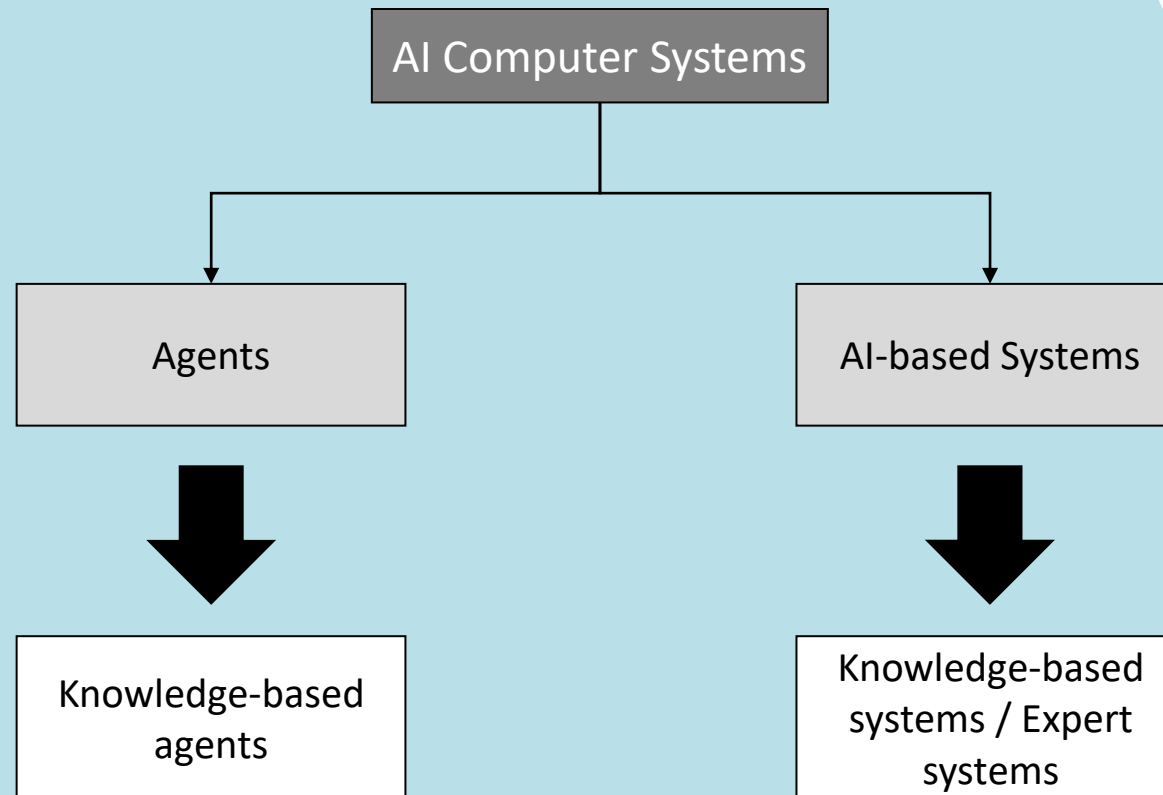 AI Computer Systems
Agents
AI-based Systems
Knowledge-based
agents
Knowledge-based
systems / Expert
systems